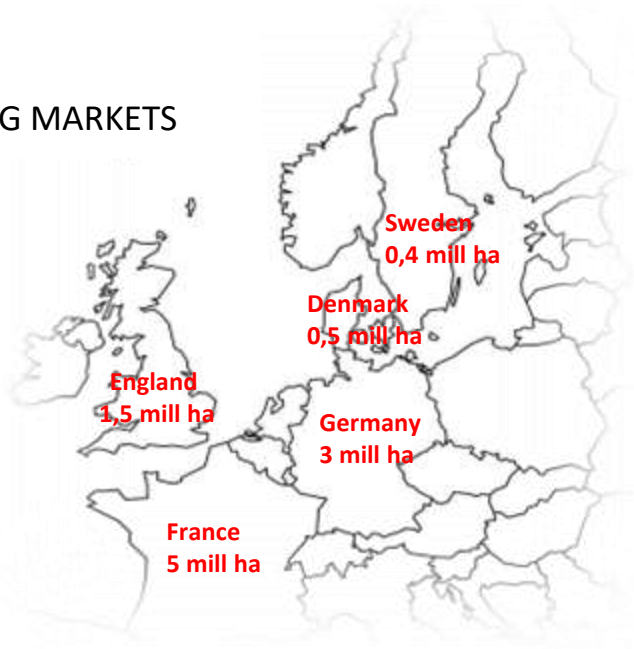 G MARKETS
Sweden
0,4 mill ha
Denmark
0,5 mill ha
England
1,5 mill ha
Germany
3 mill ha
France
5 mill ha